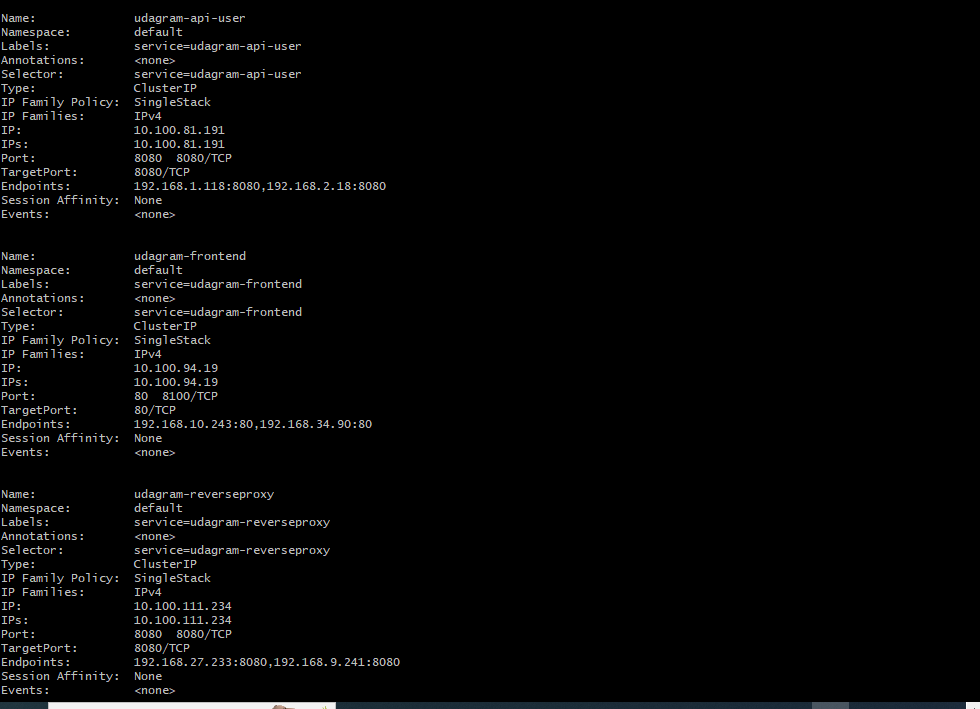 Name:              udagram-api-user
Namespace:         default
Labels:            service=udagram-api-user
Annotations:       <none>
Selector:          service=udagram-api-user
Type:              ClusterIP
IP Family Policy:  SingleStack
IP Families:       IPv4
IP:                10.100.81.191
IPs:               10.100.81.191
Port:              8080  8080/TCP
TargetPort:        8080/TCP
Endpoints:         192.168.1.118:8080,192.168.2.18:8080
Session Affinity:  None
Events:            <none>
Name:              udagram-frontend
Namespace:         default
Labels:            service=udagram-frontend
Annotations:       <none>
Selector:          service=udagram-frontend
Type:              ClusterIP
IP Family Policy:  SingleStack
IP Families:       IPv4
IP:                10.100.94.19
IPs:               10.100.94.19
Port:              80  8100/TCP
TargetPort:        80/TCP
Endpoints:         192.168.10.243:80,192.168.34.90:80
Session Affinity:  None
Events:            <none>
Name:              udagram-reverseproxy
Namespace:         default
Labels:            service=udagram-reverseproxy
Annotations:       <none>
Selector:          service=udagram-reverseproxy
Type:              ClusterIP
IP Family Policy:  SingleStack
IP Families:       IPv4
IP:                10.100.111.234
IPs:               10.100.111.234
Port:              8080  8080/TCP
TargetPort:        8080/TCP
Endpoints:         192.168.27.233:8080,192.168.9.241:8080
Session Affinity:  None
Events:            <none>